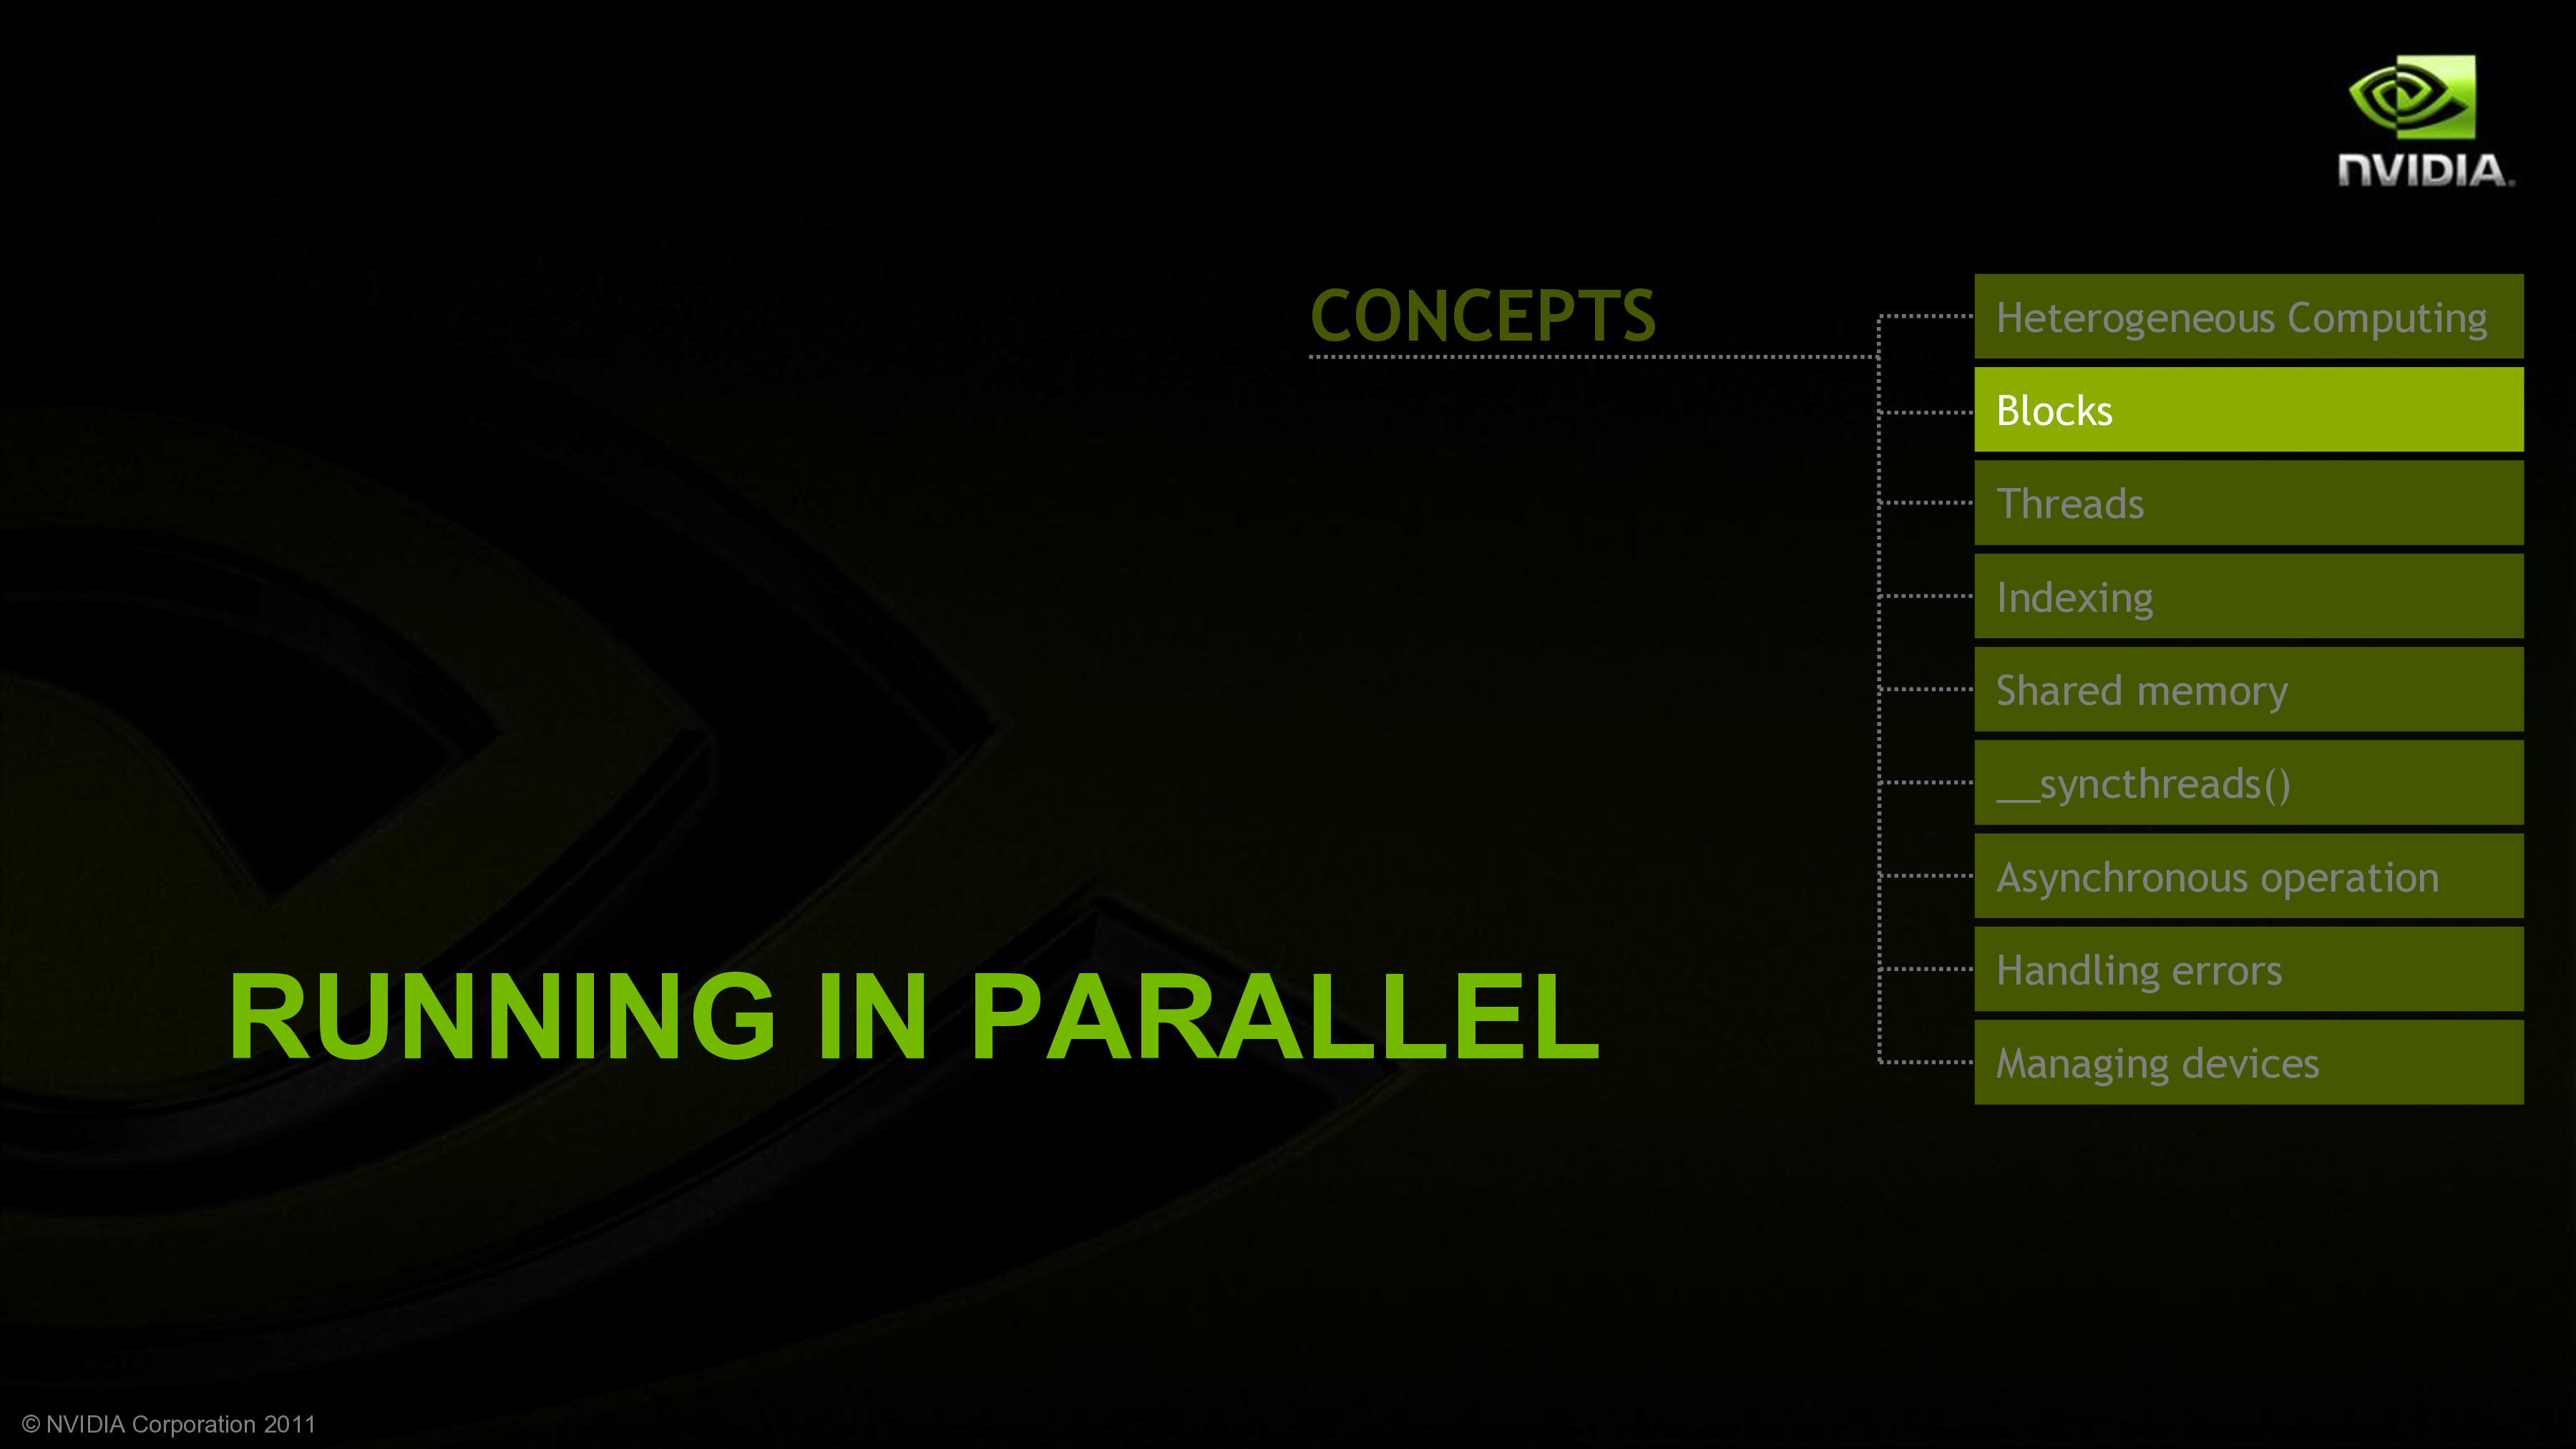 NVIDIA.
CONCEPTS
Heterogeneous Computing
Blocks
Threads
Indexing
Shared memory
__syncthreads()
Asynchronous operation
Handling errors
Managing devices
RUNNING IN PARALLEL
© NVIDIA Corporation 2011